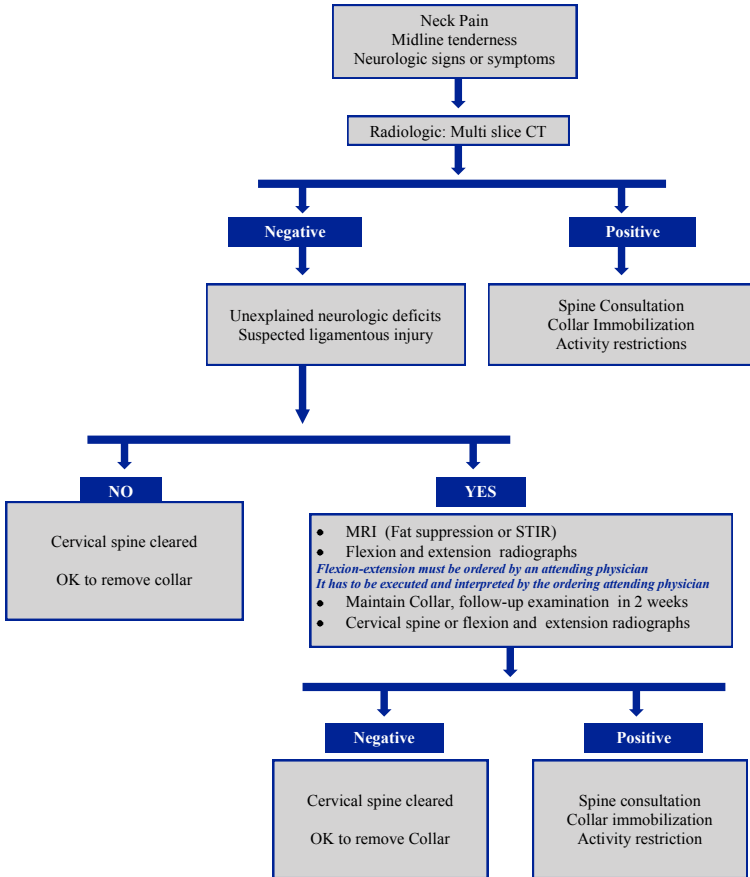 Neck Pain
Midline tenderness
Neurologic signs or symptoms
Radiologic: Multi slice CT
Negative
Positive
Unexplained neurologic deficits
Suspected ligamentous injury
Spine Consultation
Collar Immobilization
Activity restrictions
NO
YES
Cervical spine cleared
OK to remove collar
• MRI (Fat suppression or STIR)
• Flexion and extension radiographs
Flexion-extension must be ordered by an attending physician
It has to be executed and interpreted by the ordering attending physician
• Maintain Collar, follow-up examination in 2 weeks
• Cervical spine or flexion and extension radiographs
Negative
Positive
Cervical spine cleared
OK to remove Collar
Spine consultation
Collar immobilization
Activity restriction